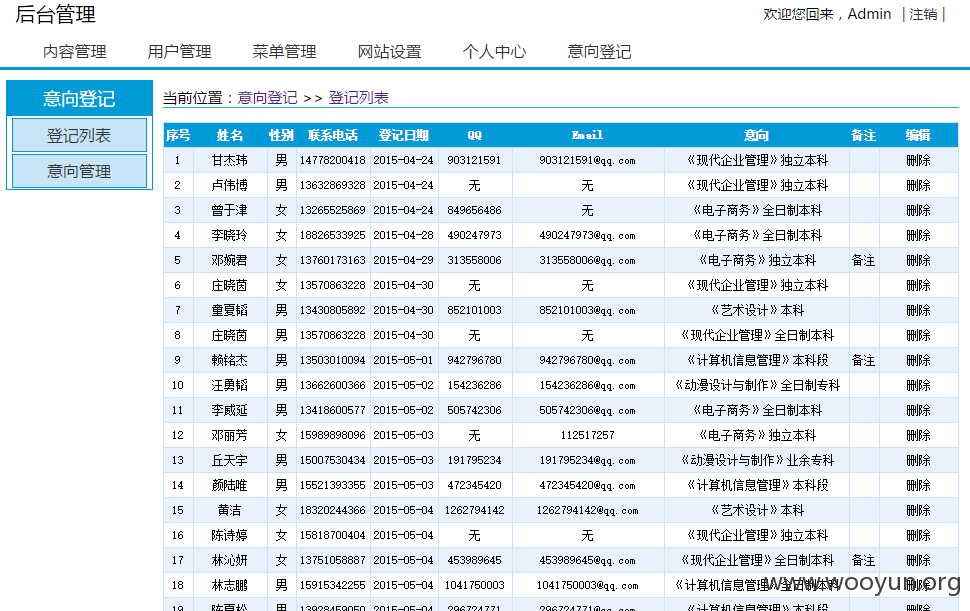 后台管理
欢迎您回来，Admin | 注销 |
内容管理 用户管理 菜单管理 网站设置 个人中心 意向登记
意向登记
登记列表
意向管理
当前位置：意向登记 >> 登记列表
序号 姓名 性别 联系电话 登记日期 QQ Email 意向 备注 编辑
1 甘杰玮 男 14778200418 2015-04-24 903121591 903121591@qq.com 《现代企业管理》独立本科 删除
2 卢伟博 男 13632869328 2015-04-24 无 无 《现代企业管理》独立本科 删除
3 曾于津 女 13265525869 2015-04-24 849656486 无 《电子商务》全日制本科 删除
4 李晓玲 女 18826533925 2015-04-28 490247973 490247973@qq.com 《电子商务》全日制本科 删除
5 邓婉君 女 13760173163 2015-04-29 313558006 313558006@qq.com 《电子商务》独立本科 备注 删除
6 庄晓茵 女 13570863228 2015-04-30 无 无 《现代企业管理》独立本科 删除
7 童夏韬 男 13430805892 2015-04-30 852101003 852101003@qq.com 《艺术设计》本科 删除
8 庄晓茵 男 13570863228 2015-04-30 无 无 《现代企业管理》全日制本科 删除
9 赖铭杰 男 13503010094 2015-05-01 942796780 942796780@qq.com 《计算机信息管理》本科段 备注 删除
10 汪勇韬 男 13662600366 2015-05-02 154236286 154236286@qq.com 《动漫设计与制作》全日制专科 删除
11 李威延 男 13418600577 2015-05-02 505742306 505742306@qq.com 《电子商务》全日制本科 删除
12 邓丽芳 女 15989898096 2015-05-03 无 112517257 《电子商务》独立本科 删除
13 丘天宇 男 15007530434 2015-05-03 191795234 191795234@qq.com 《动漫设计与制作》业余专科 删除
14 颜陆唯 男 15521393355 2015-05-03 472345420 472345420@qq.com 《计算机信息管理》本科段 删除
15 黄洁 女 18320244366 2015-05-04 1262794142 1262794142@qq.com 《艺术设计》本科 删除
16 陈诗婷 女 15818700404 2015-05-04 无 无 《现代企业管理》独立本科 删除
17 林沁妍 女 13751058887 2015-05-04 453989645 453989645@qq.com 《现代企业管理》全日制本科 备注 删除
18 林志鹏 男 15915342255 2015-05-04 1041750003 1041750003@qq.com 《计算机信息管理》全日制本科 删除
www.wooyun.org
19 陈夏松 男 13928459050 2015-05-04 296724771 296724771@qq.com 《计算机信息管理》本科段 删除